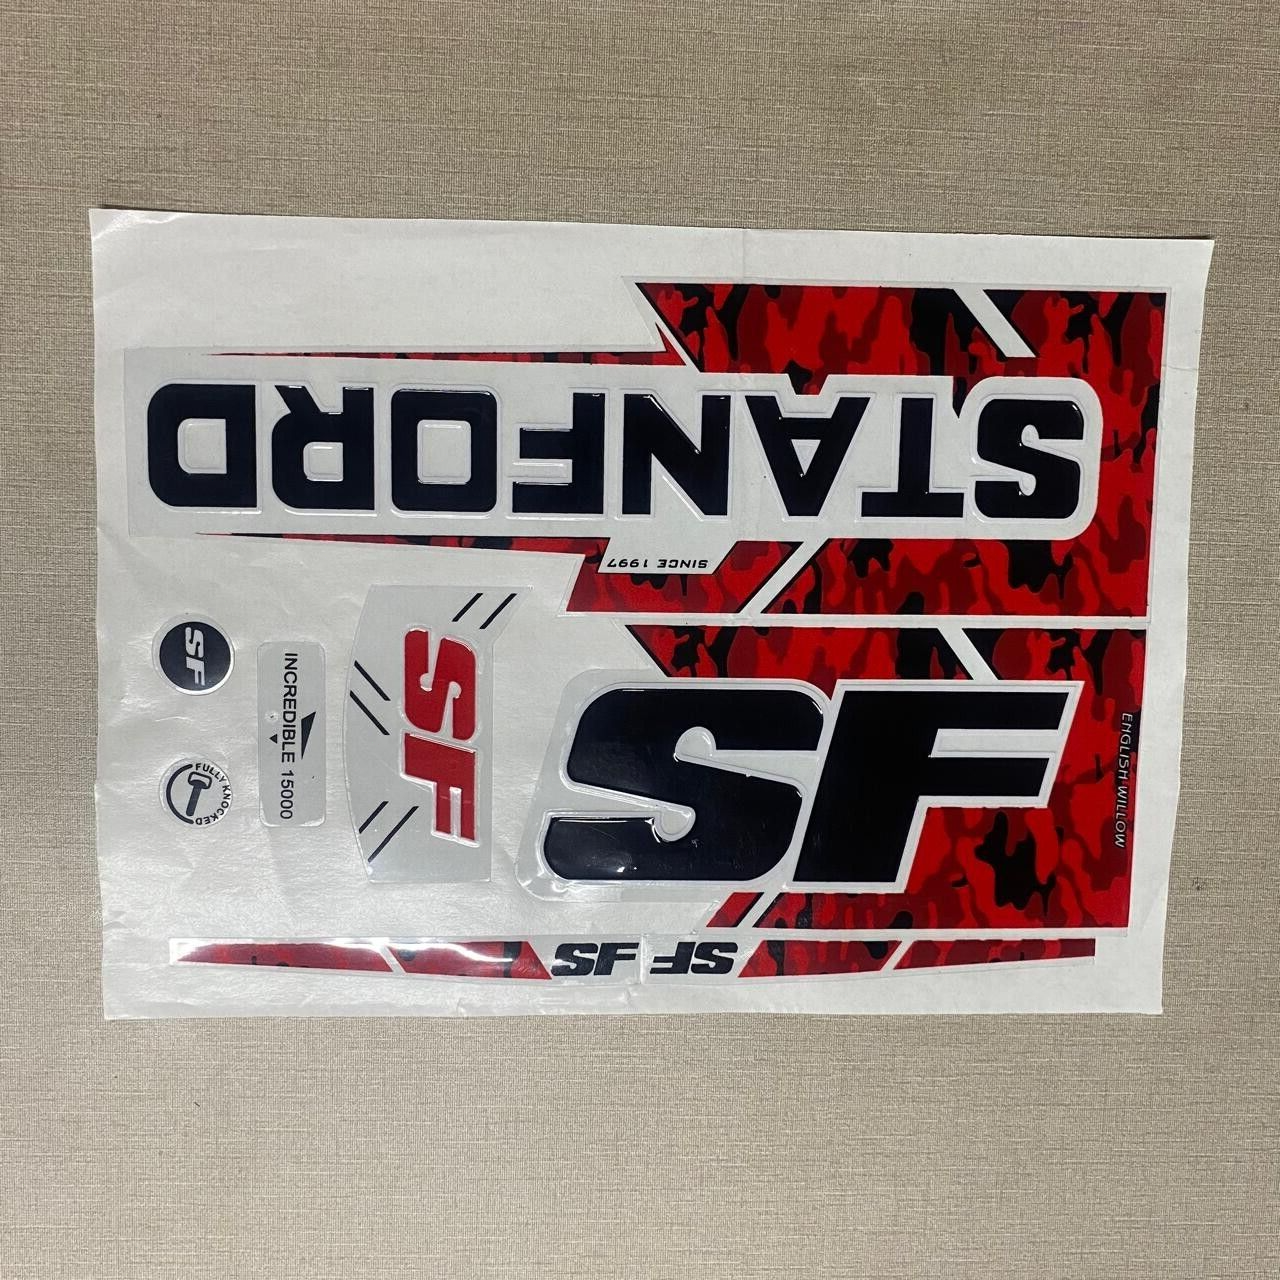 STANFORD
SINCE 1997
SF
ENGLISH WILLOW
SF
INCREDIBLE 15000
SF
FULLY KNOCKED
SF
SF